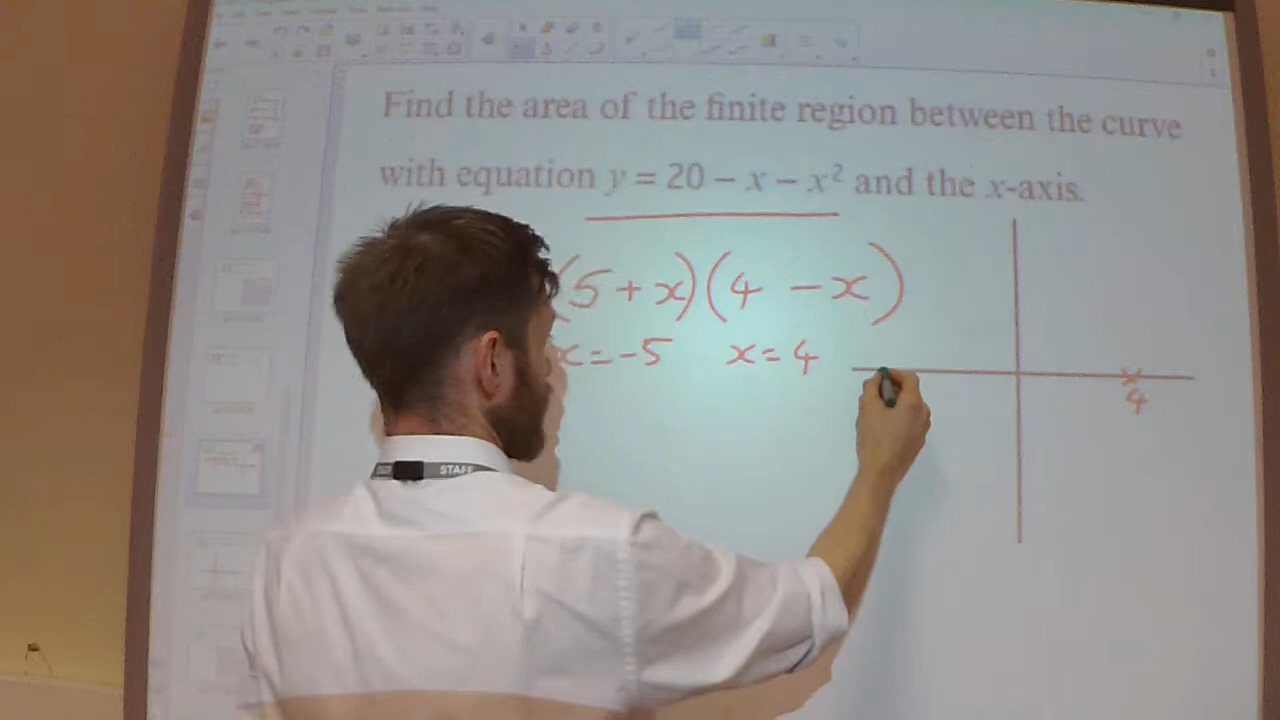 Find the area of the finite region between the curve
with equation y = 20 − x − x² and the x-axis.
(5 + x)(4 − x)
x = −5 x = 4
4
STAFF